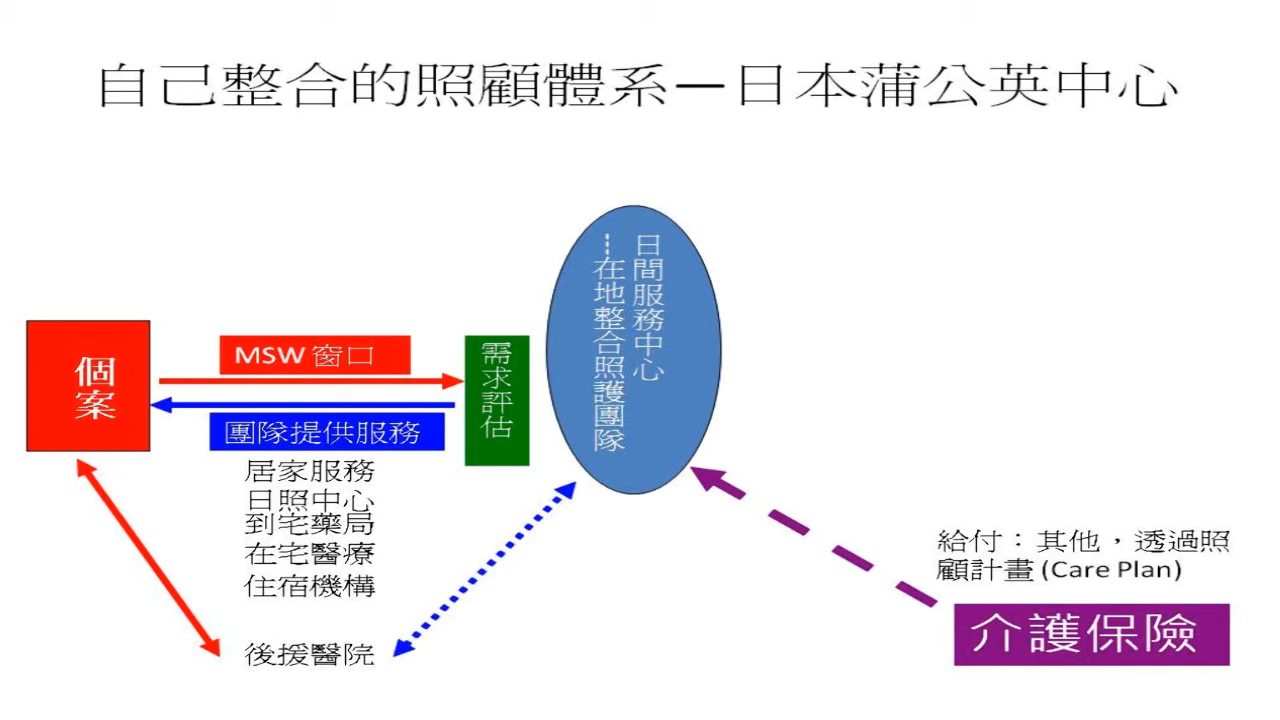 自己整合的照顧體系—日本蒲公英中心
個案
MSW 窗口
團隊提供服務
居家服務
日照中心
到宅藥局
在宅醫療
住宿機構
後援醫院
需求評估
日間服務中心
…在地整合照護團隊
給付：其他，透過照
顧計畫 (Care Plan)
介護保險